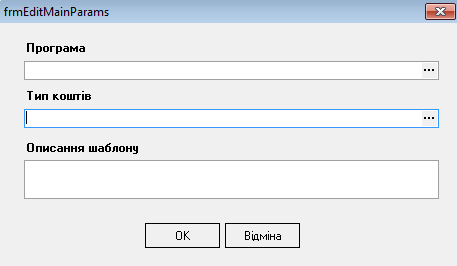 frmEditMainParams
Програма
...
Тип коштів
...
Описання шаблону
OK
Відміна